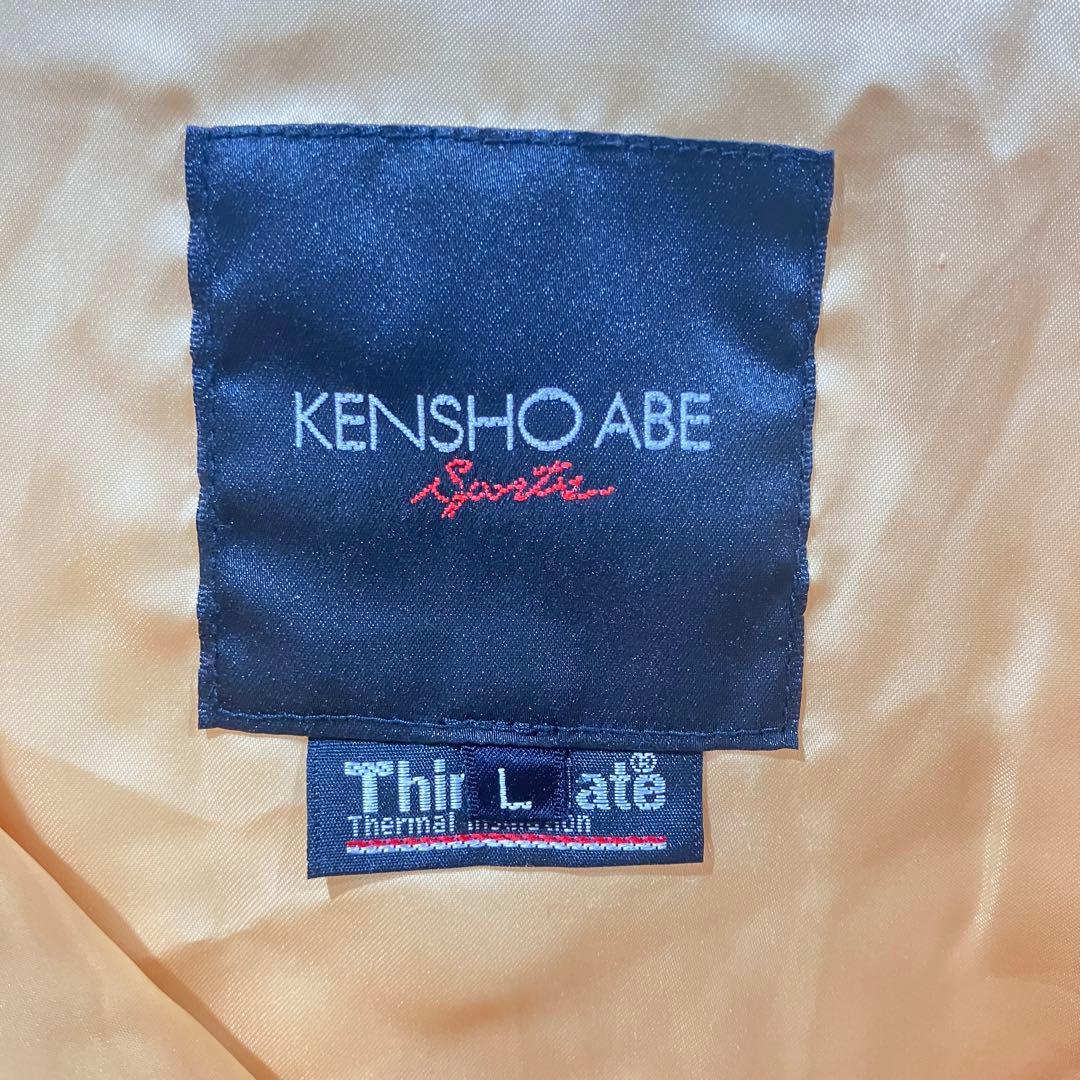 KENSHO ABE
Sports
L
Thermal